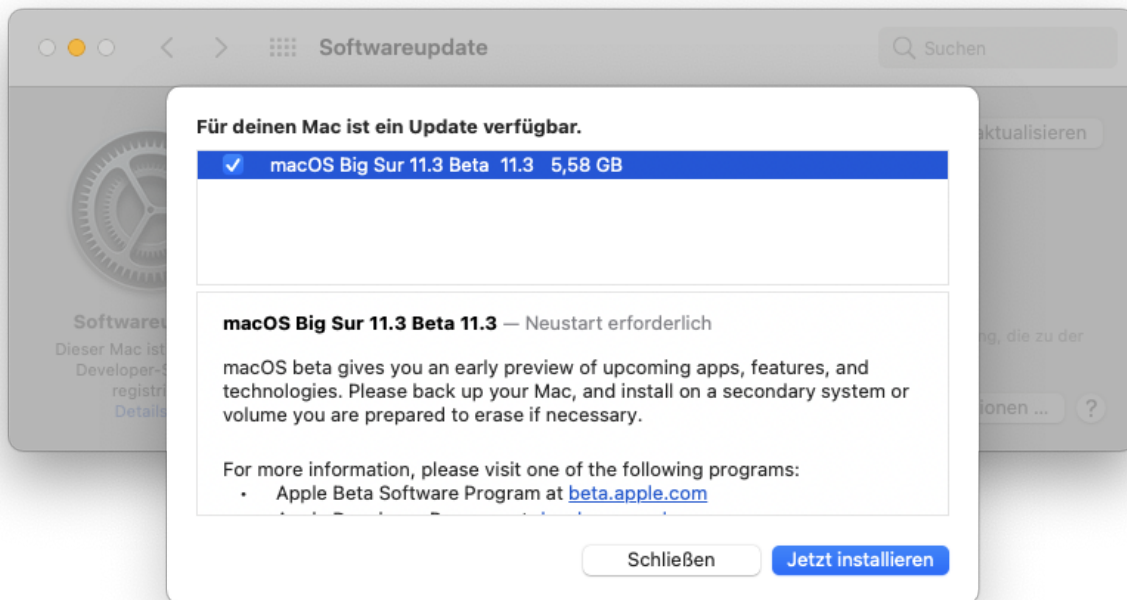 Softwareupdate
Suchen
Für deinen Mac ist ein Update verfügbar.
aktualisieren
macOS Big Sur 11.3 Beta 11.3 5,58 GB
macOS Big Sur 11.3 Beta 11.3 — Neustart erforderlich
Dieser Mac ist
ng, die zu der
macOS beta gives you an early preview of upcoming apps, features, and
technologies. Please back up your Mac, and install on a secondary system or
volume you are prepared to erase if necessary.
Details
?
For more information, please visit one of the following programs:
• Apple Beta Software Program at beta.apple.com
Schließen
Jetzt installieren